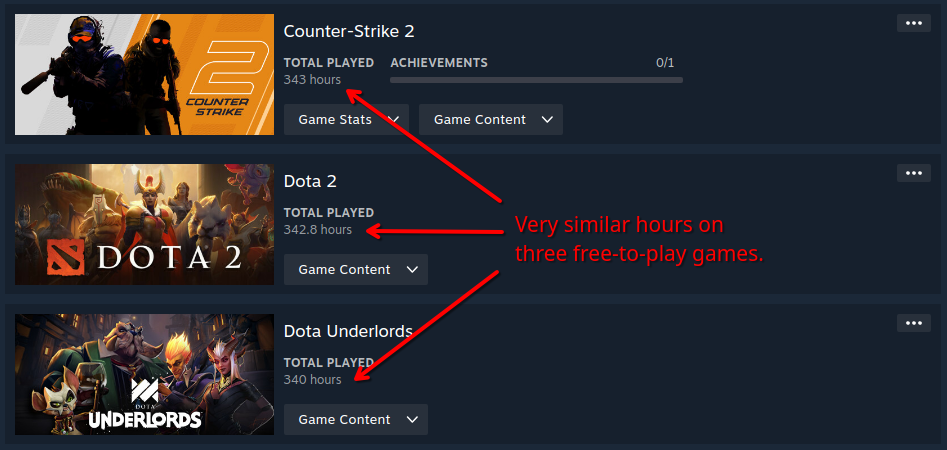 Counter-Strike 2
TOTAL PLAYED
343 hours
ACHIEVEMENTS
0/1
Game Stats
Game Content
2
COUNTER
STRIKE
Dota 2
TOTAL PLAYED
342.8 hours
Game Content
DOTA 2
Very similar hours on
three free-to-play games.
Dota Underlords
TOTAL PLAYED
340 hours
Game Content
DOTA
UNDERLORDS